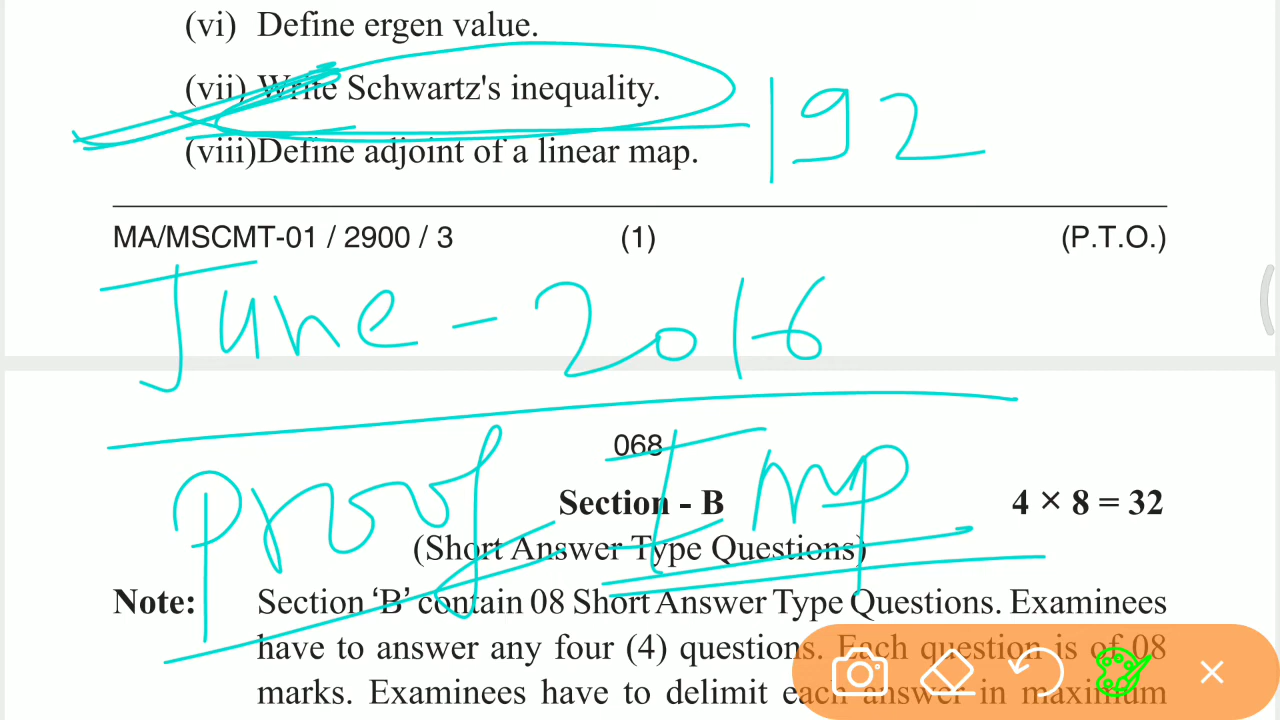 (vi) Define ergen value.
(vii) Write Schwartz's inequality.
192
(viii)Define adjoint of a linear map.
MA/MSCMT-01 / 2900 / 3 (1) (P.T.O.)
June - 2016
068
Proof Imp
Section - B 4 × 8 = 32
(Short Answer Type Questions)
Note: Section ‘B’ contain 08 Short Answer Type Questions. Examinees
have to answer any four (4) questions. Each question is of 08
marks. Examinees have to delimit each answer in maximum